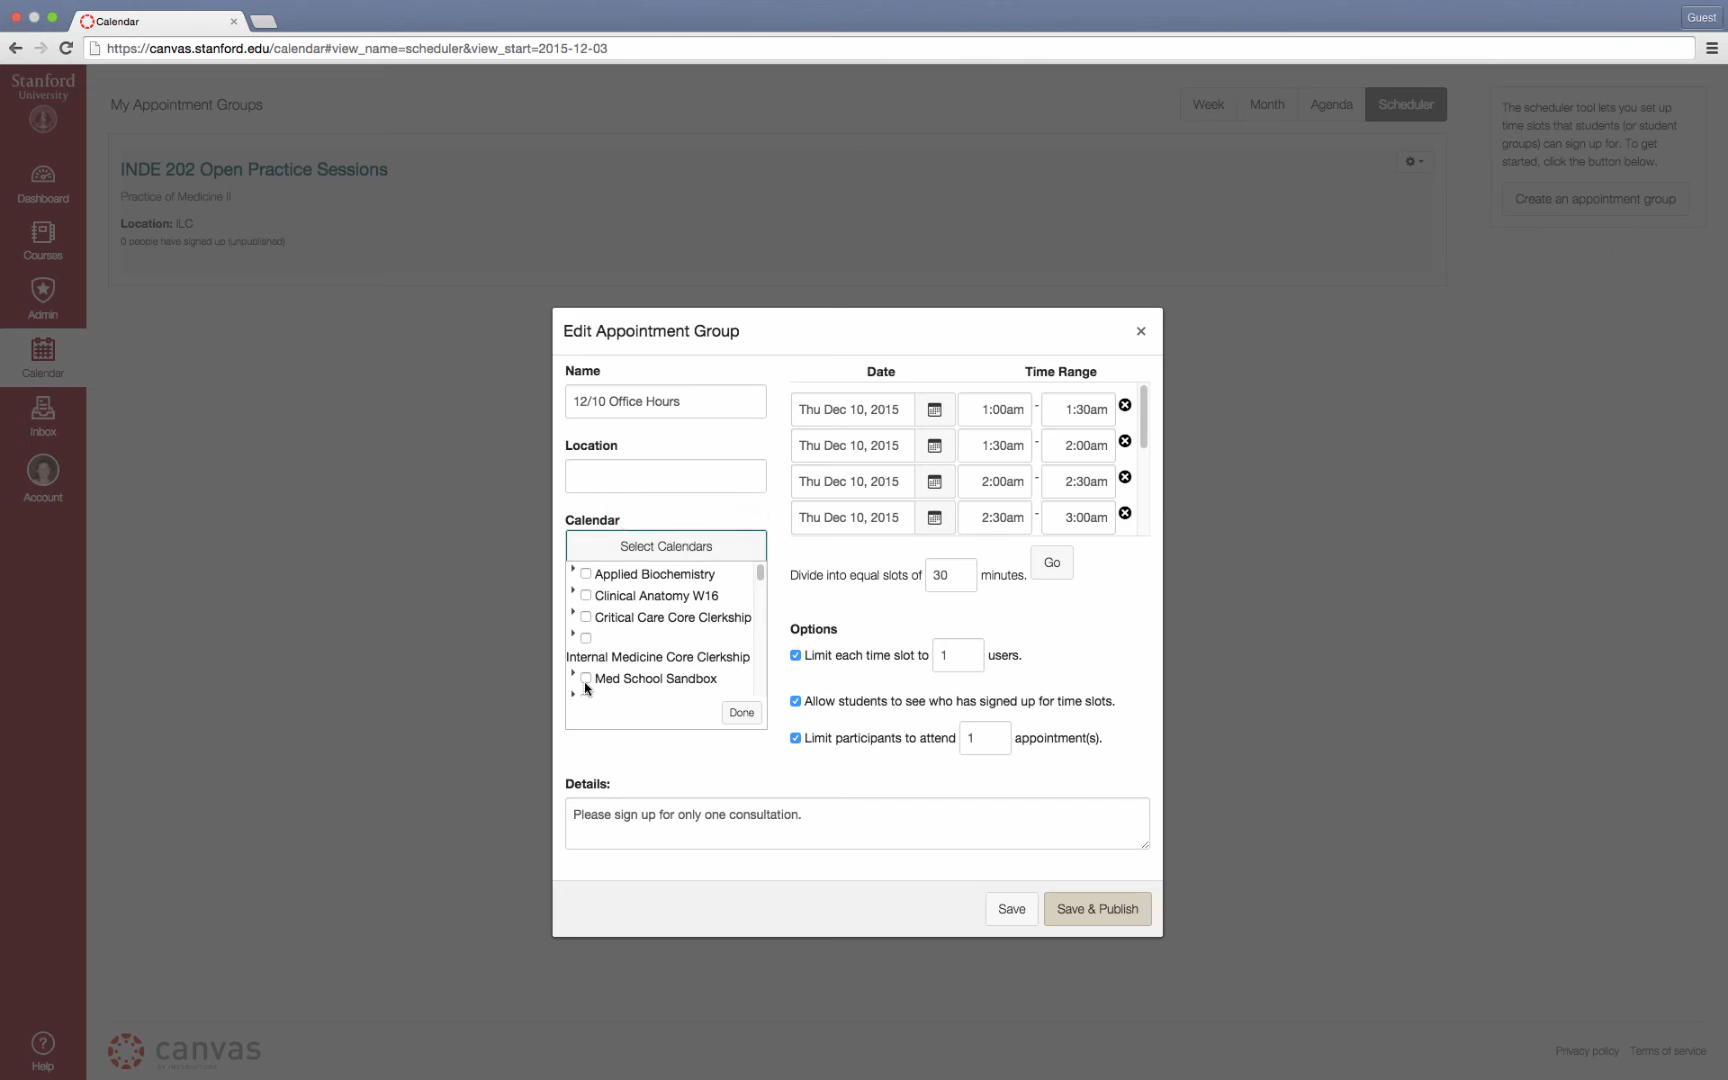 Calendar
Guest
https://canvas.stanford.edu/calendar#view_name=scheduler&view_start=2015-12-03
Stanford
University
Dashboard
Courses
Admin
Calendar
Inbox
Account
Help
My Appointment Groups
Week
Month
Agenda
Scheduler
INDE 202 Open Practice Sessions
Practice of Medicine II
Location: ILC
0 people have signed up (unpublished)
The scheduler tool lets you set up
time slots that students (or student
groups) can sign up for. To get
started, click the button below.
Create an appointment group
Edit Appointment Group
Name
12/10 Office Hours
Location
Calendar
Select Calendars
Applied Biochemistry
Clinical Anatomy W16
Critical Care Core Clerkship
Internal Medicine Core Clerkship
Med School Sandbox
Done
Date Time Range
Thu Dec 10, 2015 1:00am - 1:30am
Thu Dec 10, 2015 1:30am - 2:00am
Thu Dec 10, 2015 2:00am - 2:30am
Thu Dec 10, 2015 2:30am - 3:00am
Divide into equal slots of 30 minutes. Go
Options
Limit each time slot to 1 users.
Allow students to see who has signed up for time slots.
Limit participants to attend 1 appointment(s).
Details:
Please sign up for only one consultation.
Save
Save & Publish
canvas
BY INSTRUCTURE
Privacy policy Terms of service